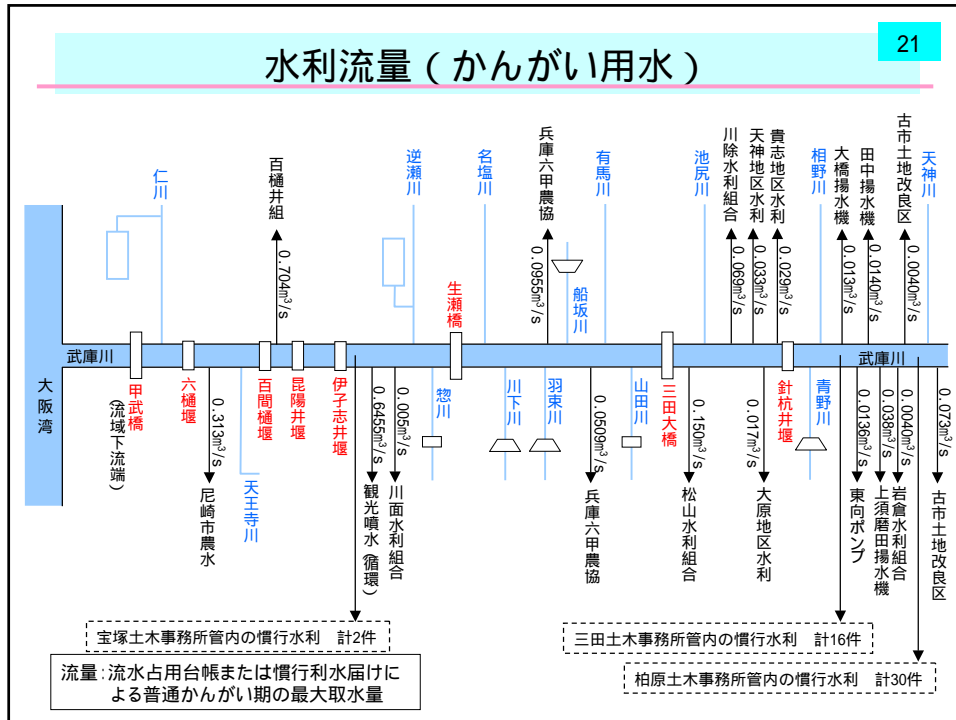 21
水利流量（かんがい用水）
仁川
百樋井組
0.704m³/s
逆瀬川
名塩川
兵庫六甲農協
0.0955m³/s
船坂川
有馬川
池尻川
川除水利組合
0.069m³/s
天神地区水利
0.033m³/s
貴志地区水利
0.029m³/s
相野川
大橋揚水機
0.013m³/s
田中揚水機
0.0140m³/s
古市土地改良区
0.0040m³/s
天神川
大阪湾
武庫川
武庫川
甲武橋
（流域下流端）
六樋堰
0.313m³/s
尼崎市農水
天王寺川
百間樋堰
昆陽井堰
伊孑志井堰
0.6455m³/s
観光噴水（循環）
0.005m³/s
川面水利組合
惣川
生瀬橋
川下川
羽束川
0.0509m³/s
兵庫六甲農協
山田川
三田大橋
0.150m³/s
松山水利組合
0.017m³/s
大原地区水利
針杭井堰
青野川
0.0136m³/s
東向ポンプ
0.038m³/s
上須磨田揚水機
0.0040m³/s
岩倉水利組合
0.073m³/s
古市土地改良区
宝塚土木事務所管内の慣行水利　計2件
三田土木事務所管内の慣行水利　計16件
柏原土木事務所管内の慣行水利　計30件
流量：流水占用台帳または慣行利水届けに
よる普通かんがい期の最大取水量